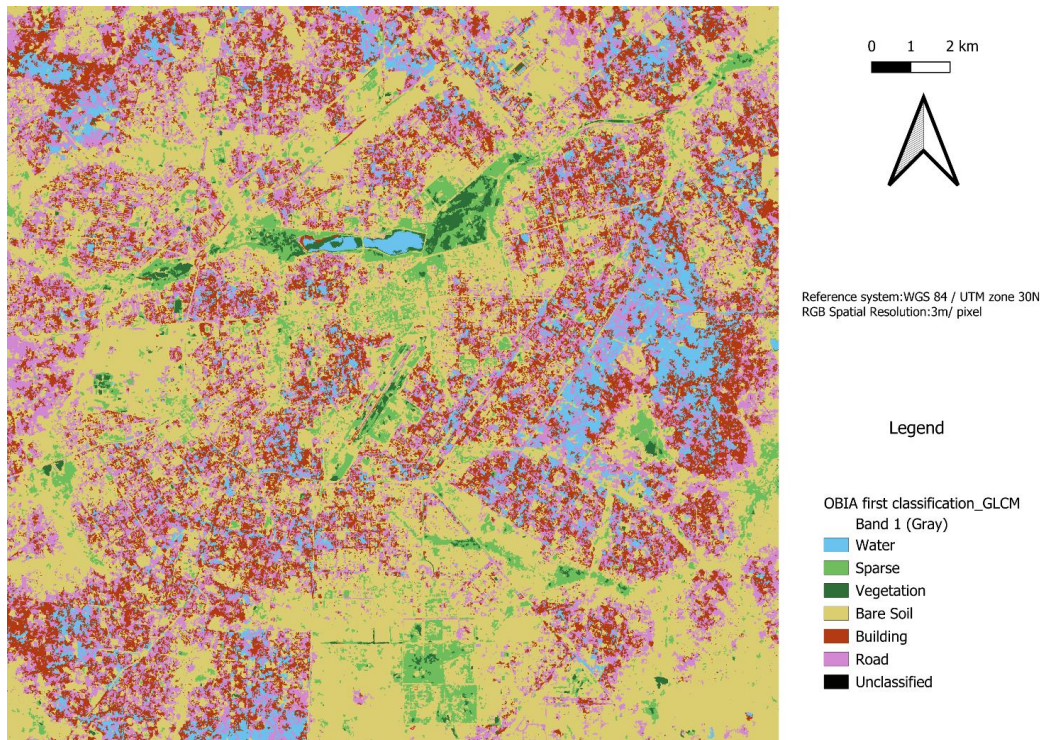 0 1 2 km
Reference system:WGS 84 / UTM zone 30N
RGB Spatial Resolution:3m/ pixel
Legend
OBIA first classification_GLCM
Band 1 (Gray)
Water
Sparse
Vegetation
Bare Soil
Building
Road
Unclassified